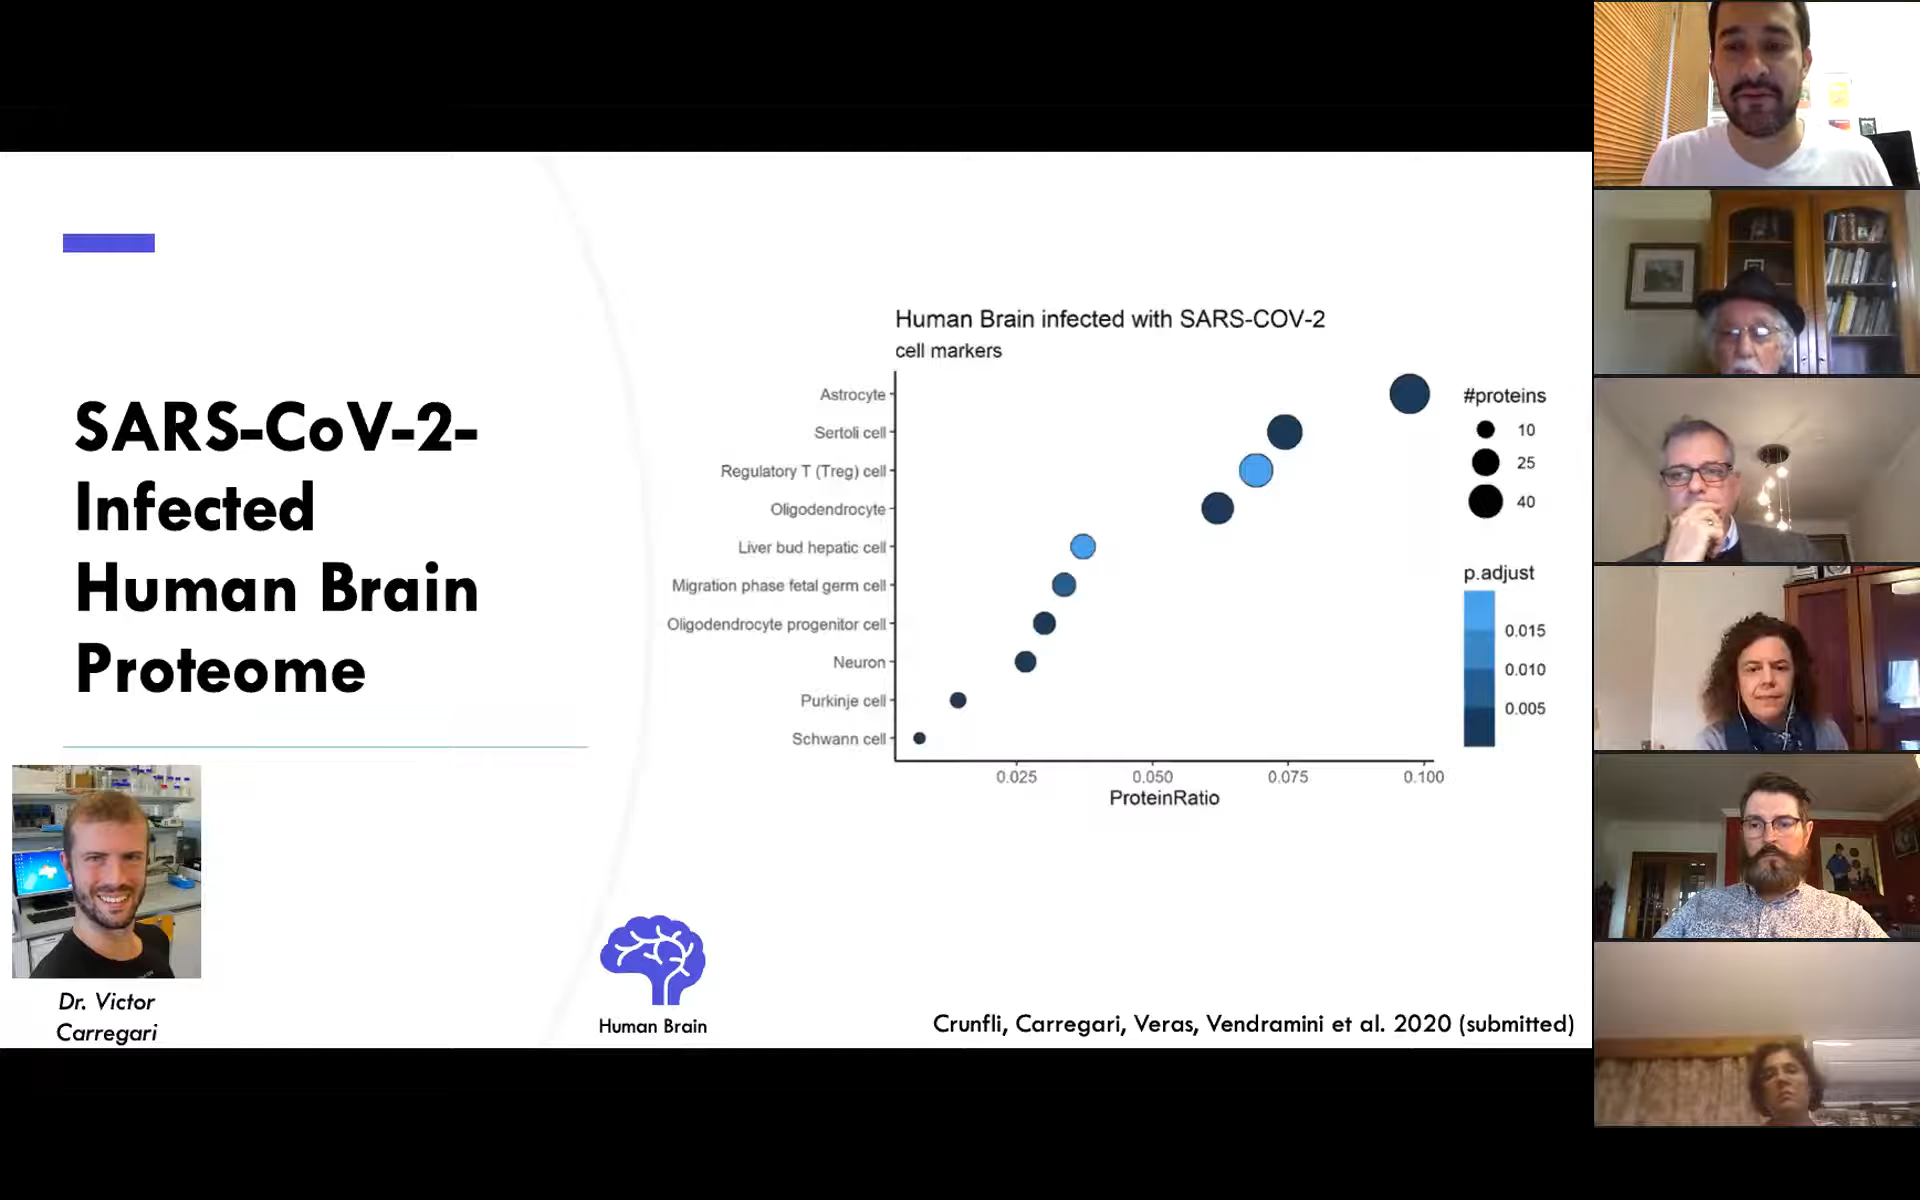 SARS-CoV-2-
Infected
Human Brain
Proteome
Dr. Victor
Carregari
Human Brain infected with SARS-COV-2
cell markers
Astrocyte
Sertoli cell
Regulatory T (Treg) cell
Oligodendrocyte
Liver bud hepatic cell
Migration phase fetal germ cell
Oligodendrocyte progenitor cell
Neuron
Purkinje cell
Schwann cell
0.025 0.050 0.075 0.100
ProteinRatio
#proteins
10
25
40
p.adjust
0.015
0.010
0.005
Human Brain
Crunfli, Carregari, Veras, Vendramini et al. 2020 (submitted)